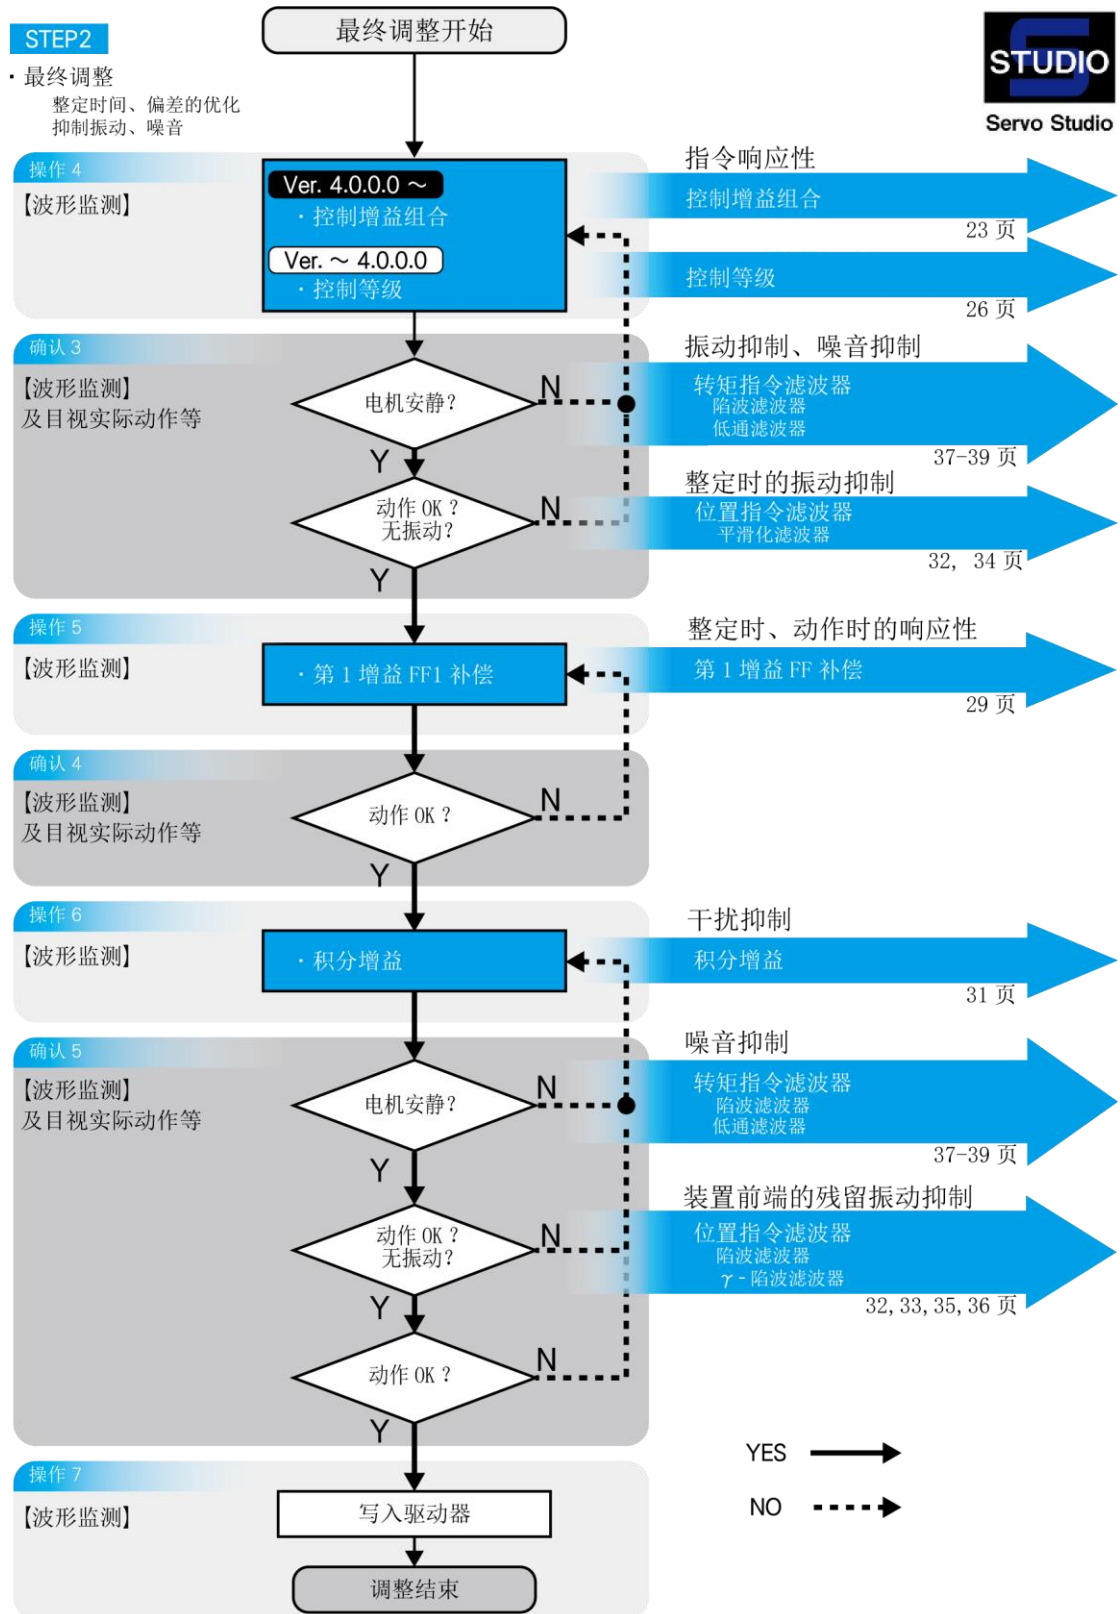 STEP2
最终调整开始
・最终调整
整定时间、偏差的优化
抑制振动、噪音
S
STUDIO
Servo Studio
操作 4
【波形监测】
Ver. 4.0.0.0 ～
・控制增益组合
Ver. ～ 4.0.0.0
・控制等级
指令响应性
控制增益组合
23 页
控制等级
26 页
确认 3
【波形监测】
及目视实际动作等
电机安静?
N
Y
动作 OK ?
无振动?
N
Y
振动抑制、噪音抑制
转矩指令滤波器
陷波滤波器
低通滤波器
37-39 页
整定时的振动抑制
位置指令滤波器
平滑化滤波器
32, 34 页
操作 5
【波形监测】
・第 1 增益 FF1 补偿
整定时、动作时的响应性
第 1 增益 FF 补偿
29 页
确认 4
【波形监测】
及目视实际动作等
动作 OK ?
N
Y
操作 6
【波形监测】
・积分增益
干扰抑制
积分增益
31 页
确认 5
【波形监测】
及目视实际动作等
电机安静?
N
Y
动作 OK ?
无振动?
N
Y
动作 OK ?
N
Y
噪音抑制
转矩指令滤波器
陷波滤波器
低通滤波器
37-39 页
装置前端的残留振动抑制
位置指令滤波器
陷波滤波器
γ-陷波滤波器
32,33,35,36 页
YES
NO
操作 7
【波形监测】
写入驱动器
调整结束